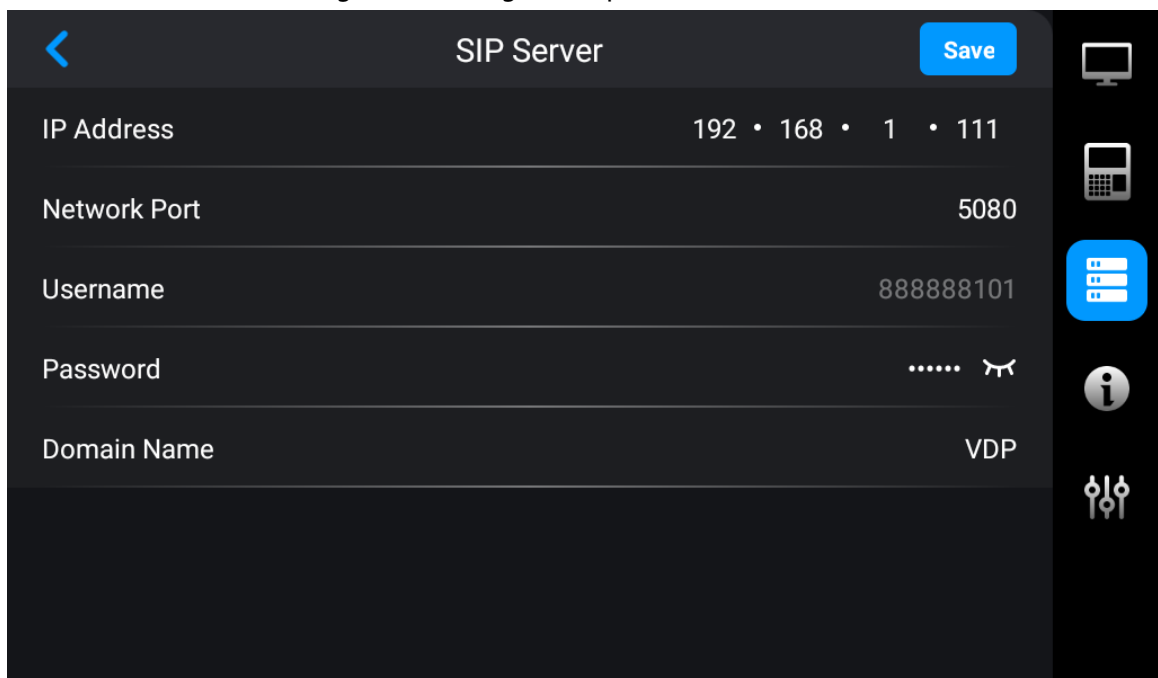 SIP Server
Save
IP Address 192 • 168 • 1 • 111
Network Port 5080
Username 888888101
Password ••••••
Domain Name VDP